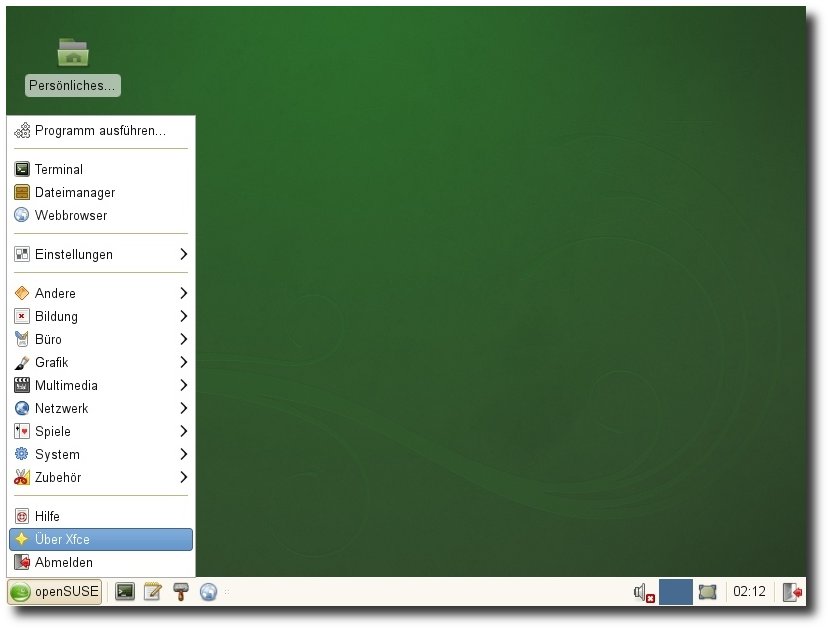 Persönliches...
Programm ausführen...
Terminal
Dateimanager
Webbrowser
Einstellungen
Andere
Bildung
Büro
Grafik
Multimedia
Netzwerk
Spiele
System
Zubehör
Hilfe
Über Xfce
Abmelden
openSUSE 02:12